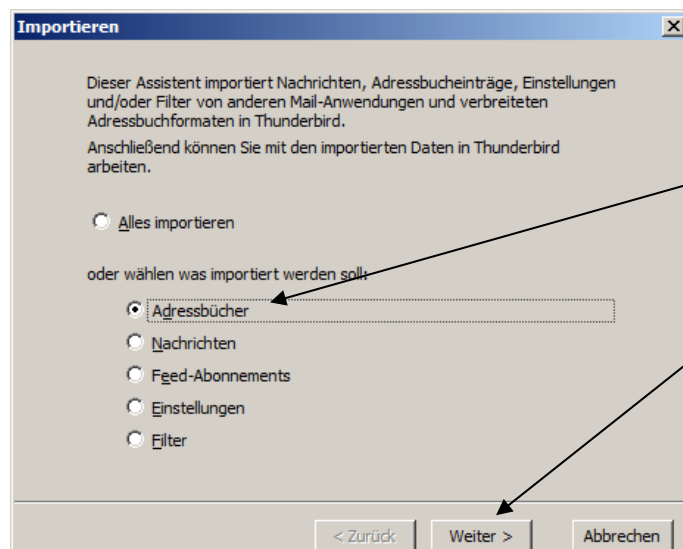 Importieren
Dieser Assistent importiert Nachrichten, Adressbucheinträge, Einstellungen
und/oder Filter von anderen Mail-Anwendungen und verbreiteten
Adressbuchformaten in Thunderbird.
Anschließend können Sie mit den importierten Daten in Thunderbird
arbeiten.
Alles importieren
oder wählen was importiert werden soll:
Adressbücher
Nachrichten
Feed-Abonnements
Einstellungen
Filter
< Zurück Weiter > Abbrechen